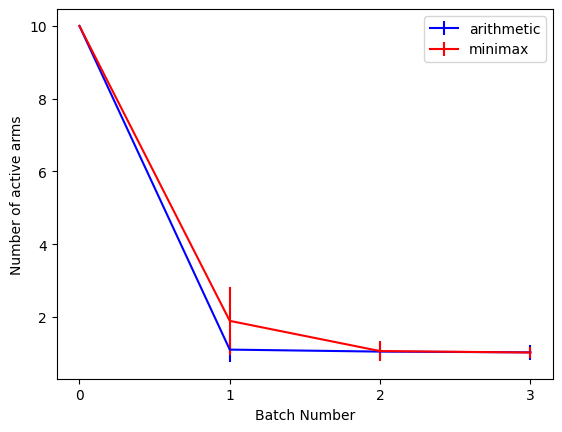 arithmetic
minimax
10
8
6
4
2
Number of active arms
0 1 2 3
Batch Number